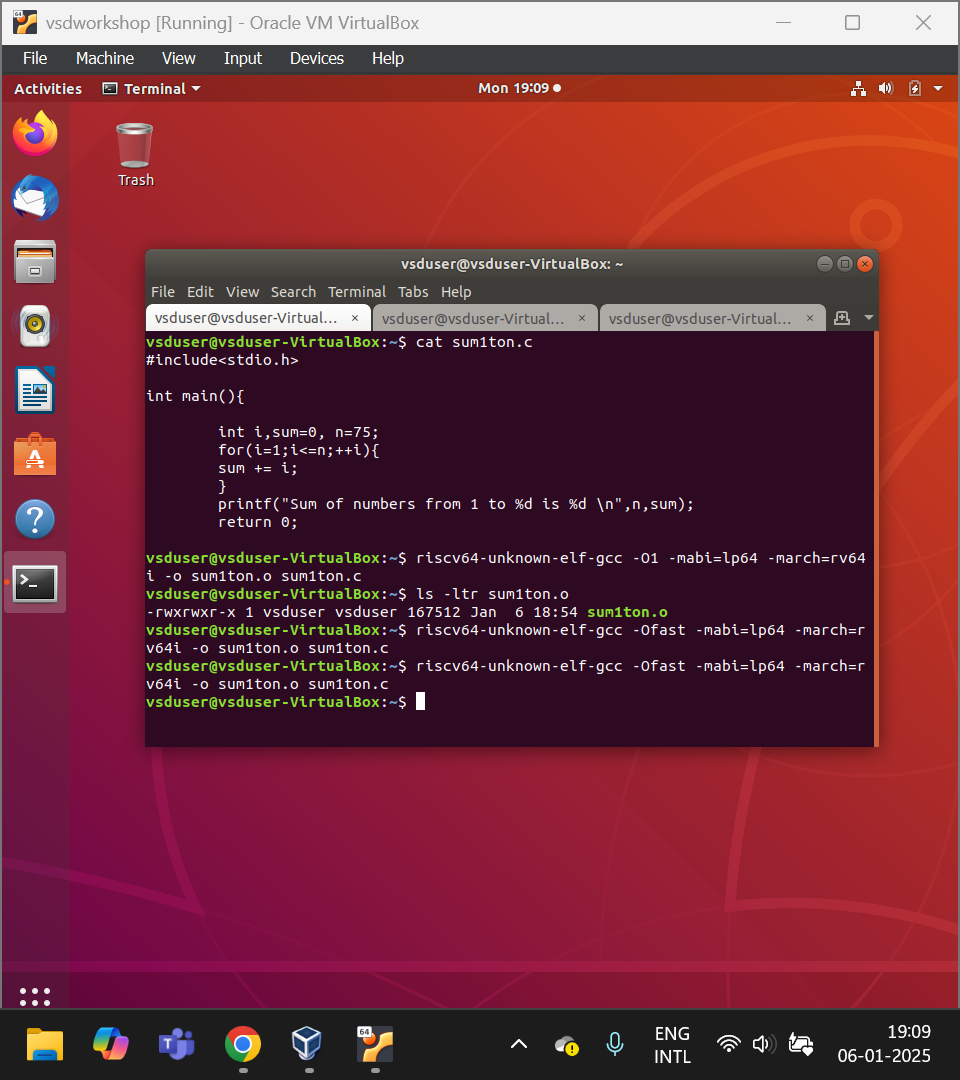 64
vsdworkshop [Running] - Oracle VM VirtualBox
File Machine View Input Devices Help
Activities Terminal Mon 19:09
Trash
vsduser@vsduser-VirtualBox: ~
File Edit View Search Terminal Tabs Help
vsduser@vsduser-Virtual... × vsduser@vsduser-Virtual... × vsduser@vsduser-Virtual... ×
vsduser@vsduser-VirtualBox:~$ cat sum1ton.c
#include<stdio.h>
int main(){
int i,sum=0, n=75;
for(i=1;i<=n;++i){
sum += i;
}
printf("Sum of numbers from 1 to %d is %d \n",n,sum);
return 0;
vsduser@vsduser-VirtualBox:~$ riscv64-unknown-elf-gcc -O1 -mabi=lp64 -march=rv64
i -o sum1ton.o sum1ton.c
vsduser@vsduser-VirtualBox:~$ ls -ltr sum1ton.o
-rwxrwxr-x 1 vsduser vsduser 167512 Jan  6 18:54 sum1ton.o
vsduser@vsduser-VirtualBox:~$ riscv64-unknown-elf-gcc -Ofast -mabi=lp64 -march=r
v64i -o sum1ton.o sum1ton.c
vsduser@vsduser-VirtualBox:~$ riscv64-unknown-elf-gcc -Ofast -mabi=lp64 -march=r
v64i -o sum1ton.o sum1ton.c
vsduser@vsduser-VirtualBox:~$
64
ENG
INTL
19:09
06-01-2025